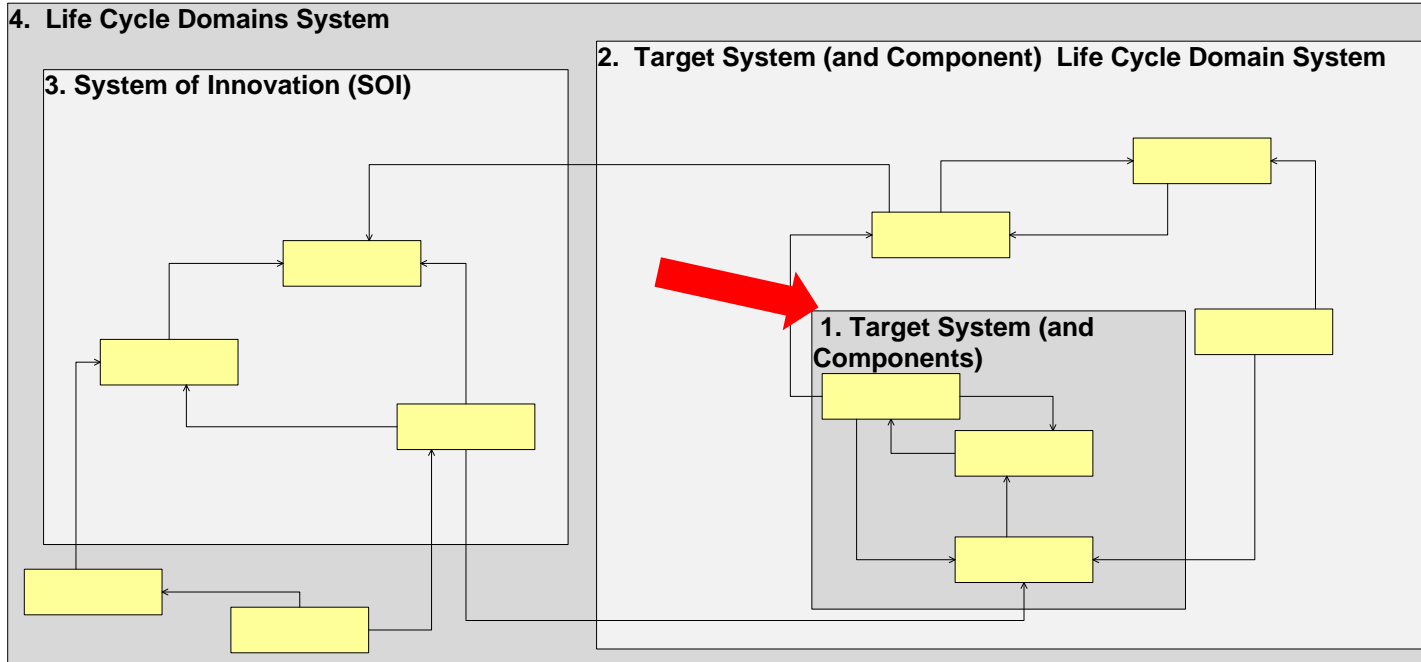 4.  Life Cycle Domains System
2.  Target System (and Component)  Life Cycle Domain System
3. System of Innovation (SOI)
1. Target System (and
Components)